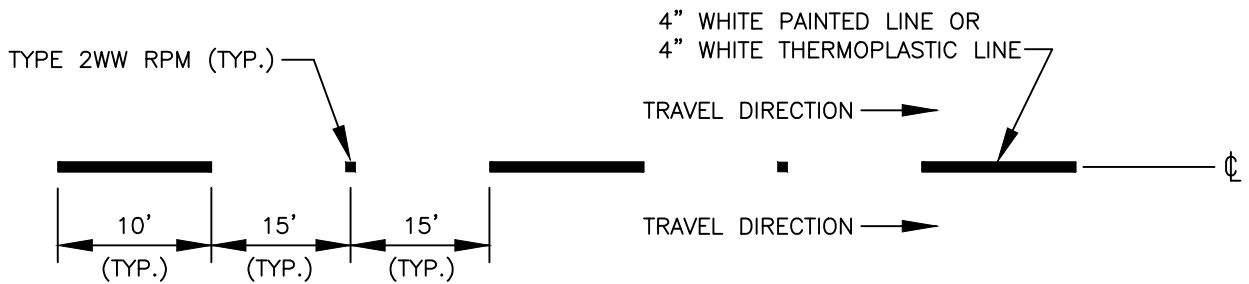 4" WHITE PAINTED LINE OR
4" WHITE THERMOPLASTIC LINE
TYPE 2WW RPM (TYP.)
TRAVEL DIRECTION
℄
10'
(TYP.)
15'
(TYP.)
15'
(TYP.)
TRAVEL DIRECTION